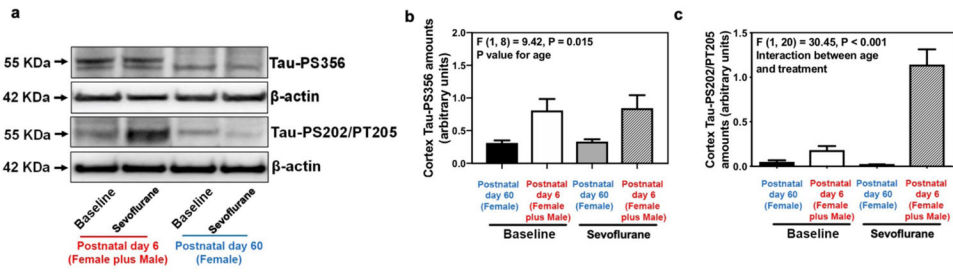 a
55 KDa
Tau-PS356
42 KDa
β-actin
55 KDa
Tau-PS202/PT205
42 KDa
β-actin
Baseline
Sevoflurane
Baseline
Sevoflurane
Postnatal day 6
(Female plus Male)
Postnatal day 60
(Female)
b
Cortex Tau-PS356 amounts
(arbitrary units)
2.0
1.5
1.0
0.5
0.0
F (1, 8) = 9.42, P = 0.015
P value for age
Postnatal
day 60
(Female)
Postnatal
day 6
(Female
plus Male)
Postnatal
day 60
(Female)
Postnatal
day 6
(Female
plus Male)
Baseline
Sevoflurane
c
Cortex Tau-PS202/PT205
amounts (arbitrary units)
1.5
1.0
0.5
0.0
F (1, 20) = 30.45, P < 0.001
Interaction between age
and treatment
Postnatal
day 60
(Female)
Postnatal
day 6
(Female
plus Male)
Postnatal
day 60
(Female)
Postnatal
day 6
(Female
plus Male)
Baseline
Sevoflurane